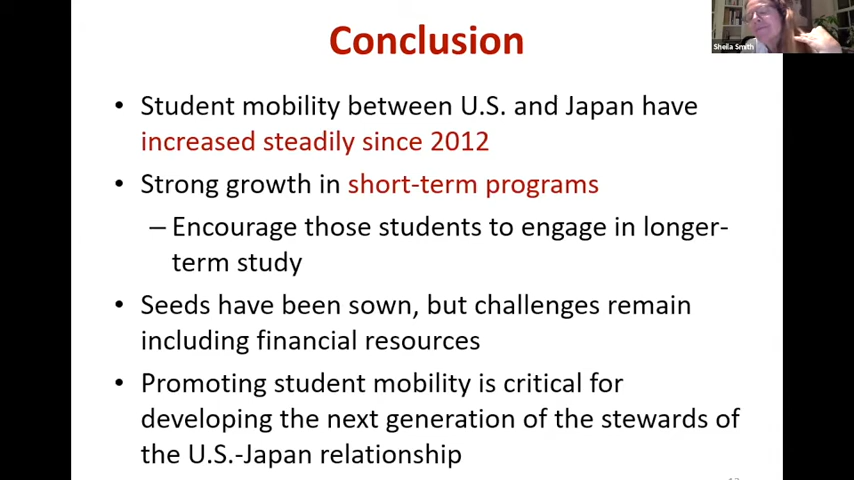 Conclusion
Sheila Smith
• Student mobility between U.S. and Japan have
increased steadily since 2012
• Strong growth in short-term programs
– Encourage those students to engage in longer-
term study
• Seeds have been sown, but challenges remain
including financial resources
• Promoting student mobility is critical for
developing the next generation of the stewards of
the U.S.-Japan relationship